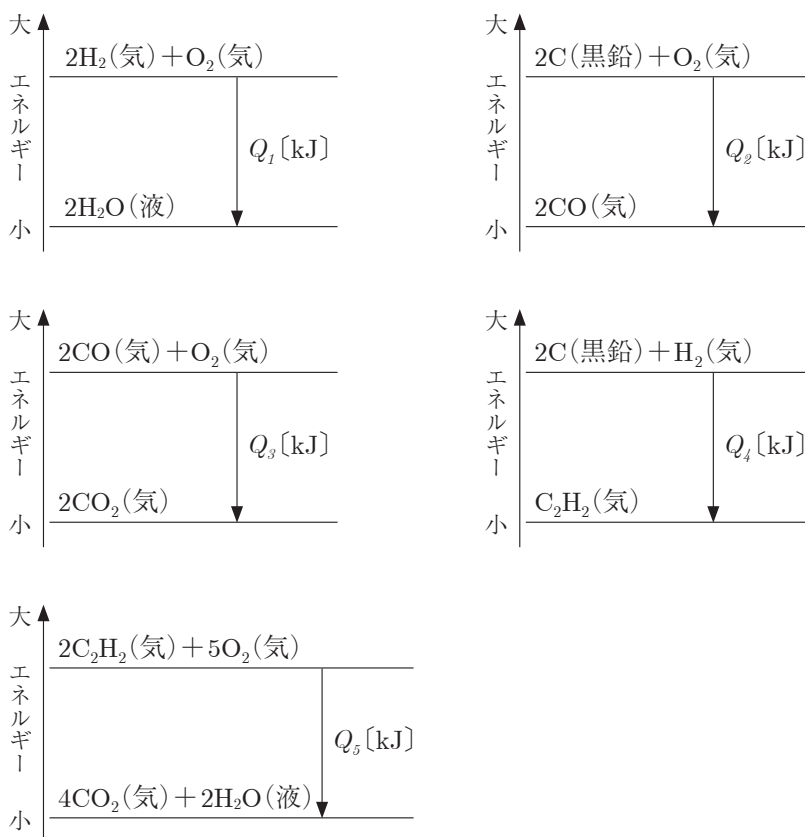 大
エネルギー
小
2H₂(気)+O₂(気)
Q₁〔kJ〕
2H₂O(液)
大
エネルギー
小
2C(黒鉛)+O₂(気)
Q₂〔kJ〕
2CO(気)
大
エネルギー
小
2CO(気)+O₂(気)
Q₃〔kJ〕
2CO₂(気)
大
エネルギー
小
2C(黒鉛)+H₂(気)
Q₄〔kJ〕
C₂H₂(気)
大
エネルギー
小
2C₂H₂(気)+5O₂(気)
Q₅〔kJ〕
4CO₂(気)+2H₂O(液)